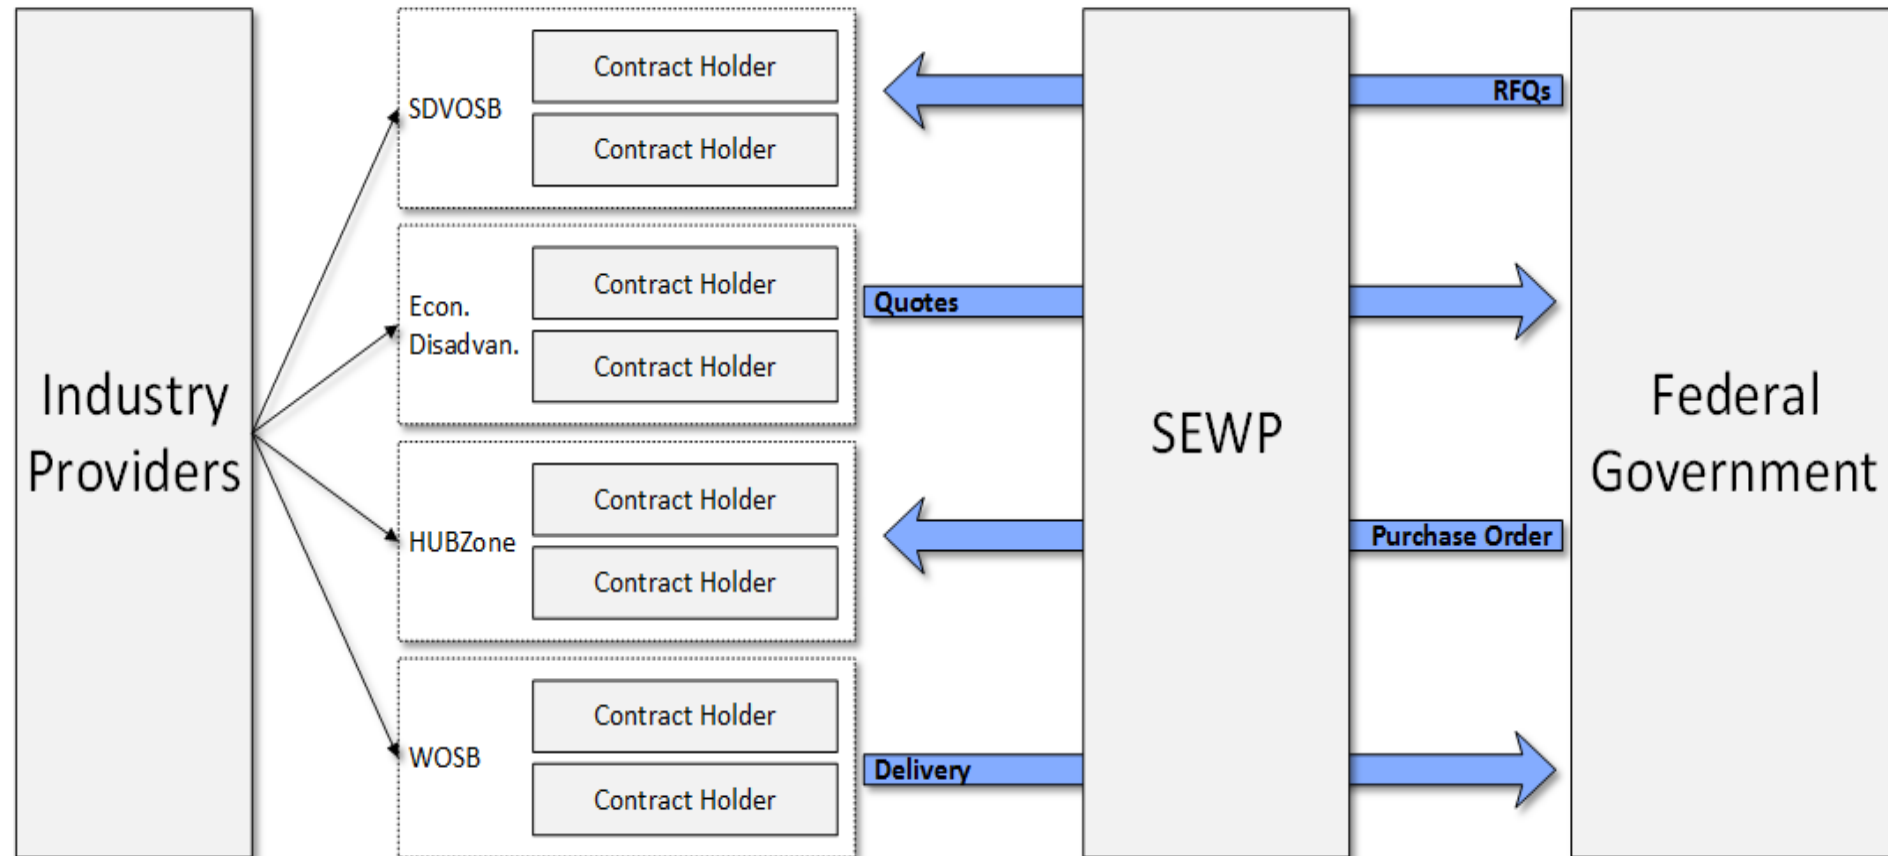 Industry
Providers
SDVOSB
Contract Holder
Contract Holder
Econ.
Disadvan.
Contract Holder
Contract Holder
HUBZone
Contract Holder
Contract Holder
WOSB
Contract Holder
Contract Holder
RFQs
Quotes
Purchase Order
Delivery
SEWP
Federal
Government